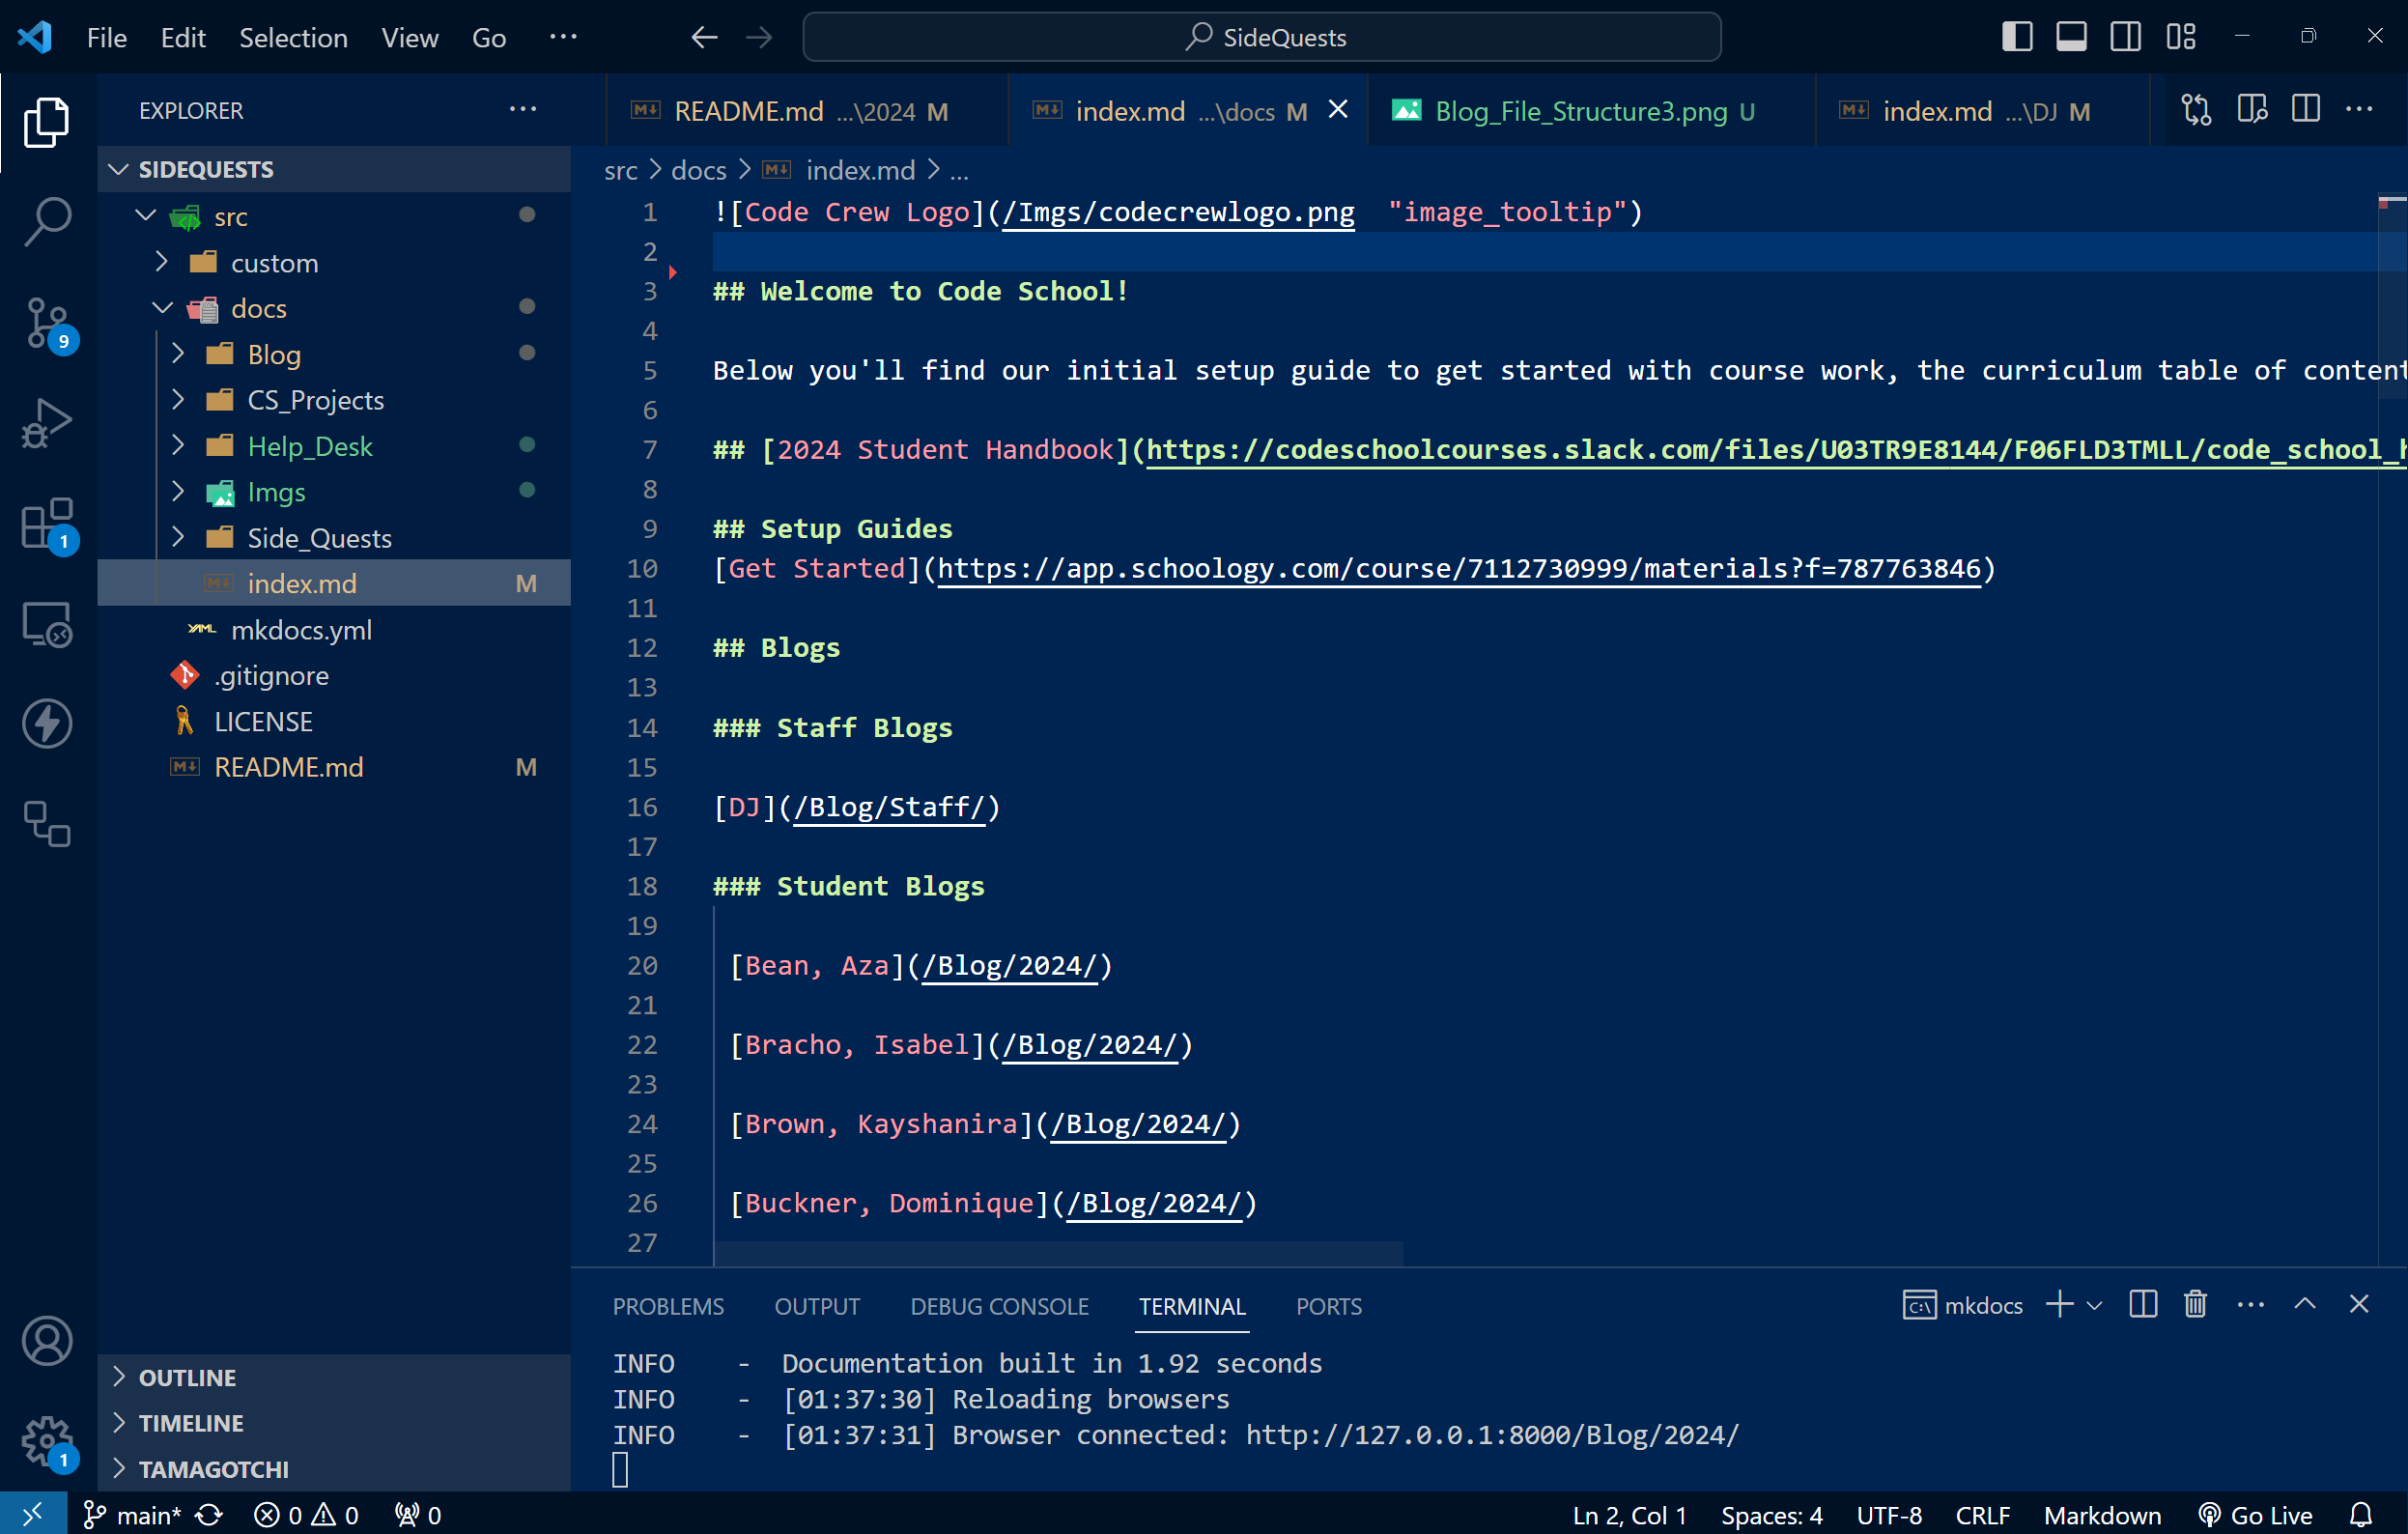 File Edit Selection View Go ··· SideQuests
EXPLORER ···
README.md ...\2024 M index.md ...\docs M Blog_File_Structure3.png U index.md ...\DJ M
SIDEQUESTS
src
custom
docs
Blog
CS_Projects
Help_Desk
Imgs
Side_Quests
index.md M
mkdocs.yml
.gitignore
LICENSE
README.md M
OUTLINE
TIMELINE
TAMAGOTCHI
9
1
1
src > docs > index.md > ...
1 ![Code Crew Logo](/Imgs/codecrewlogo.png "image_tooltip")
2
3 ## Welcome to Code School!
4
5 Below you'll find our initial setup guide to get started with course work, the curriculum table of content
6
7 ## [2024 Student Handbook](https://codeschoolcourses.slack.com/files/U03TR9E8144/F06FLD3TMLL/code_school_h
8
9 ## Setup Guides
10 [Get Started](https://app.schoology.com/course/7112730999/materials?f=787763846)
11
12 ## Blogs
13
14 ### Staff Blogs
15
16 [DJ](/Blog/Staff/)
17
18 ### Student Blogs
19
20 [Bean, Aza](/Blog/2024/)
21
22 [Bracho, Isabel](/Blog/2024/)
23
24 [Brown, Kayshanira](/Blog/2024/)
25
26 [Buckner, Dominique](/Blog/2024/)
27
PROBLEMS OUTPUT DEBUG CONSOLE TERMINAL PORTS mkdocs
INFO - Documentation built in 1.92 seconds
INFO - [01:37:30] Reloading browsers
INFO - [01:37:31] Browser connected: http://127.0.0.1:8000/Blog/2024/
main* 0 0 0 Ln 2, Col 1 Spaces: 4 UTF-8 CRLF Markdown Go Live